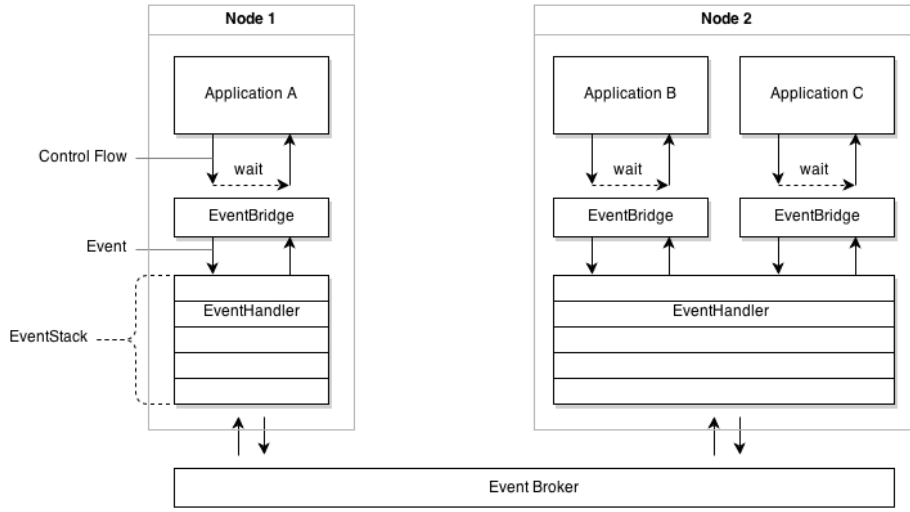 Node 1
Node 2
Application A
Application B
Application C
Control Flow
wait
wait
wait
EventBridge
EventBridge
EventBridge
Event
EventHandler
EventHandler
EventStack
Event Broker